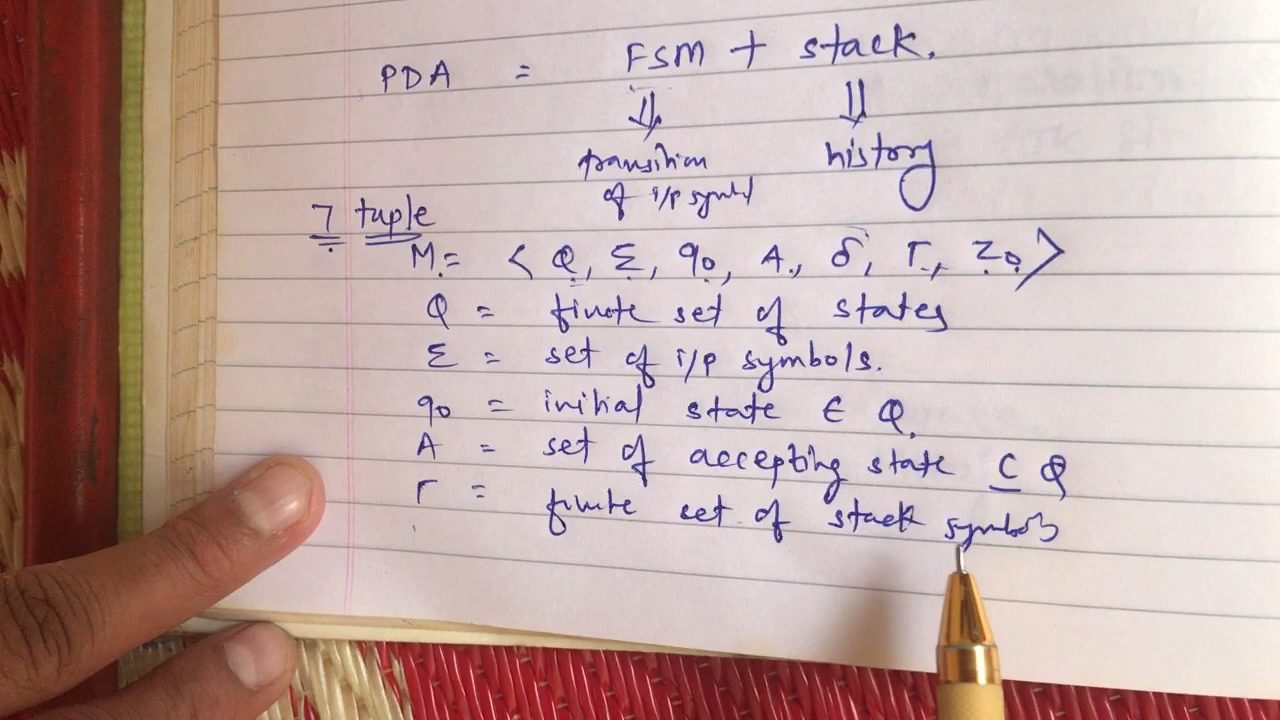 PDA = FSM + stack.
⇓ ⇓
transition history
of i/p symbol
7 tuple
M = < Q, Σ, q0, A, δ, Γ, Z0 >
Q = finite set of states
Σ = set of i/p symbols.
q0 = initial state ∈ Q.
A = set of accepting state ⊆ Q
Γ = finite set of stack symbols